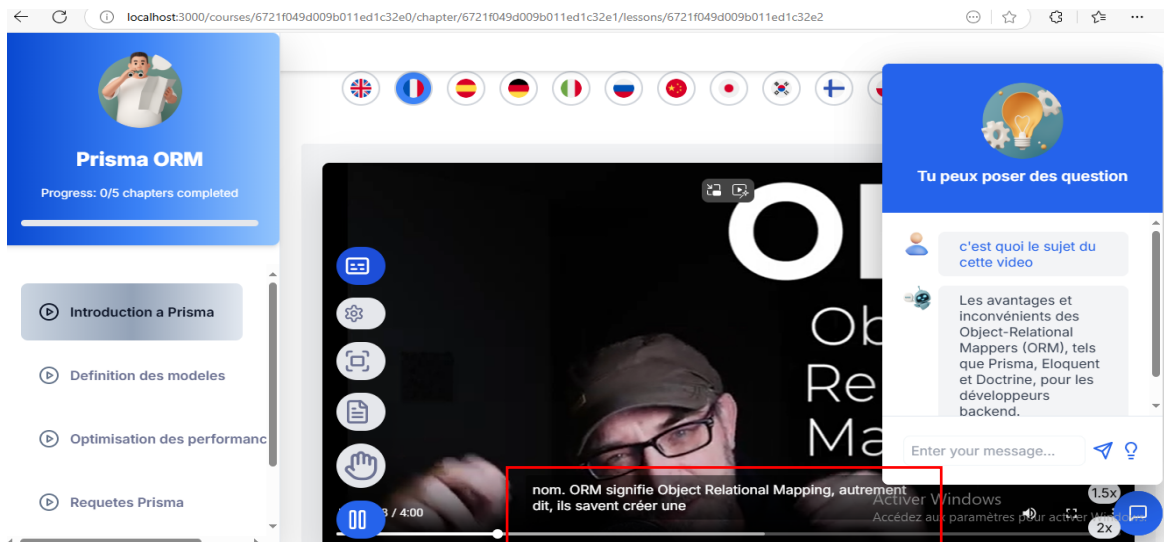 localhost:3000/courses/6721f049d009b011ed1c32e0/chapter/6721f049d009b011ed1c32e1/lessons/6721f049d009b011ed1c32e2
Prisma ORM
Progress: 0/5 chapters completed
Introduction a Prisma
Definition des modeles
Optimisation des performanc
Requetes Prisma
Ob
Re
Ma
nom. ORM signifie Object Relational Mapping, autrement
dit, ils savent créer une
/ 4:00
Tu peux poser des question
c'est quoi le sujet du
cette video
Les avantages et
inconvénients des
Object-Relational
Mappers (ORM), tels
que Prisma, Eloquent
et Doctrine, pour les
développeurs
backend.
Enter your message...
1.5x
2x
Activer Windows
Accédez aux paramètres pour activer Windows.